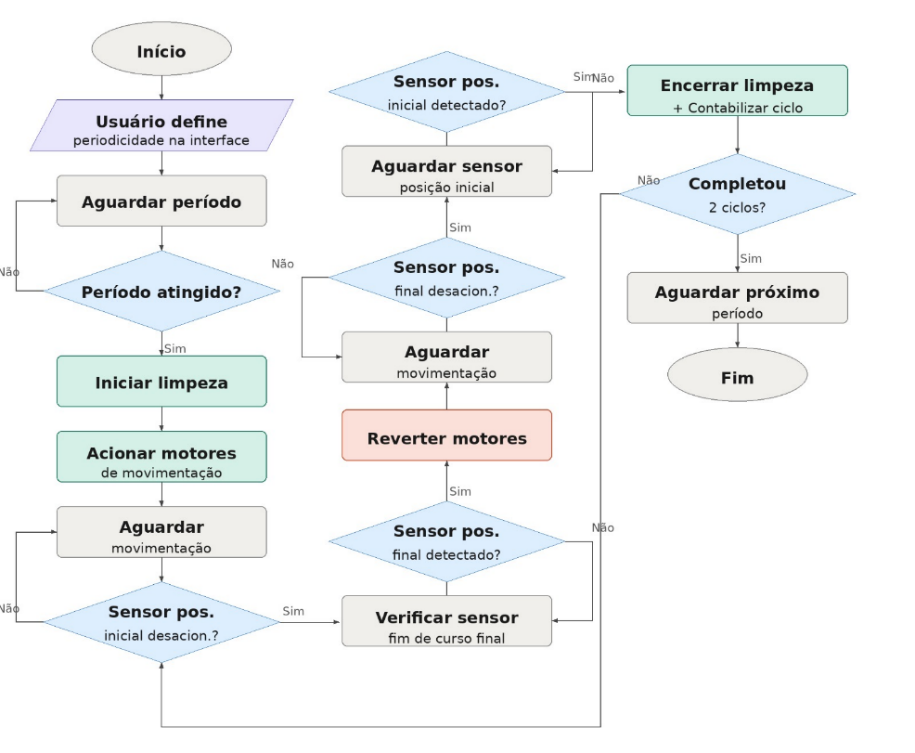 Início
Usuário define
periodicidade na interface
Aguardar período
Não
Período atingido?
Sim
Iniciar limpeza
Acionar motores
de movimentação
Aguardar
movimentação
Não
Sensor pos.
inicial desacion.?
Sim
Verificar sensor
fim de curso final
Sensor pos.
final detectado?
Não
Sim
Reverter motores
Aguardar
movimentação
Sensor pos.
final desacion.?
Não
Sim
Aguardar sensor
posição inicial
Sensor pos.
inicial detectado?
Sim
Não
Encerrar limpeza
+ Contabilizar ciclo
Completou
2 ciclos?
Não
Sim
Aguardar próximo
período
Fim